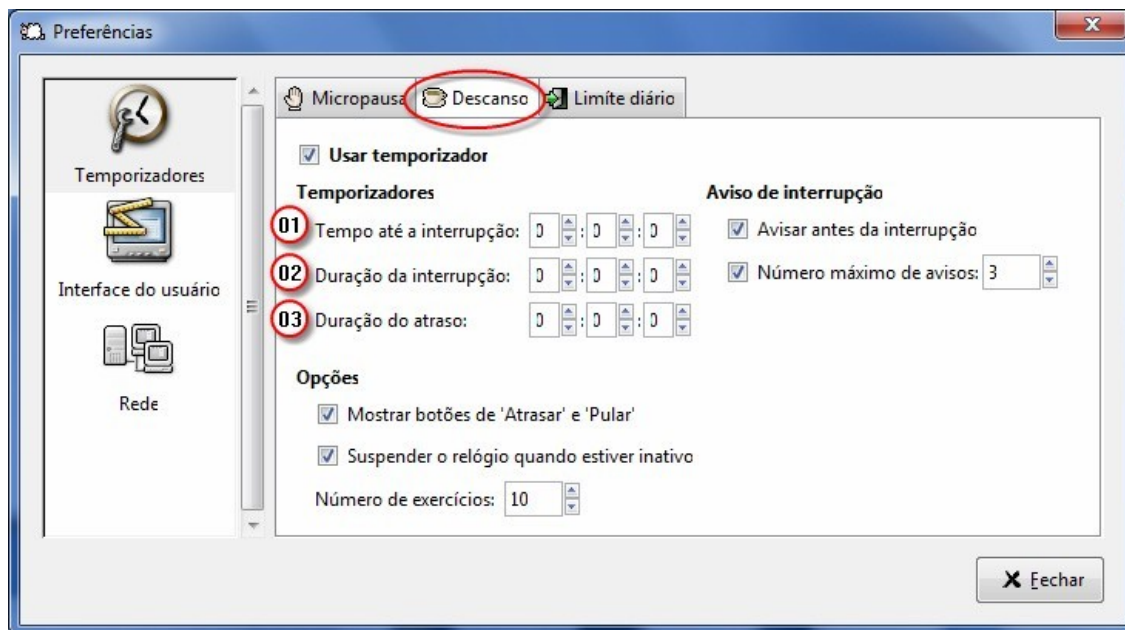 Preferências
X
Temporizadores
Interface do usuário
Rede
Micropausa Descanso Limíte diário
Usar temporizador
Temporizadores Aviso de interrupção
01 Tempo até a interrupção: 0 : 0 : 0 Avisar antes da interrupção
02 Duração da interrupção: 0 : 0 : 0 Número máximo de avisos: 3
03 Duração do atraso: 0 : 0 : 0
Opções
Mostrar botões de 'Atrasar' e 'Pular'
Suspender o relógio quando estiver inativo
Número de exercícios: 10
Fechar